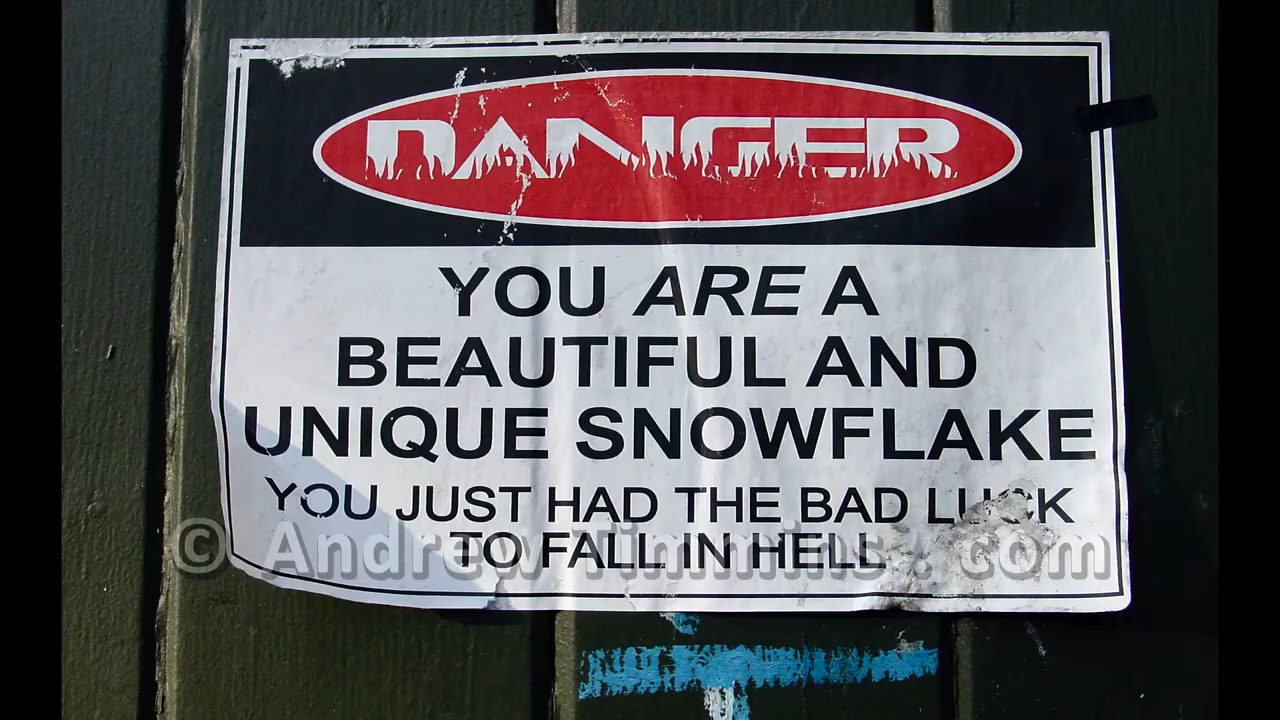 DANGER
YOU ARE A
BEAUTIFUL AND
UNIQUE SNOWFLAKE
YOU JUST HAD THE BAD LUCK
TO FALL IN HELL
© Andrew Timmins . com